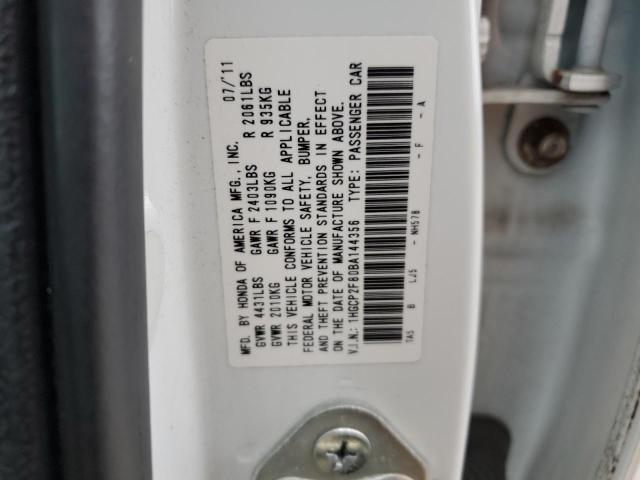 MFD. BY HONDA OF AMERICA MFG., INC. 07/'11
GVWR 4431LBS GAWR F 2403LBS R 2061LBS
GVWR 2010KG GAWR F 1090KG R 935KG
THIS VEHICLE CONFORMS TO ALL APPLICABLE
FEDERAL MOTOR VEHICLE SAFETY, BUMPER,
AND THEFT PREVENTION STANDARDS IN EFFECT
ON THE DATE OF MANUFACTURE SHOWN ABOVE.
V.I.N.: 1HGCP2F80BA144356 TYPE: PASSENGER CAR
TA5 B LJ5 - NH578 - F - A